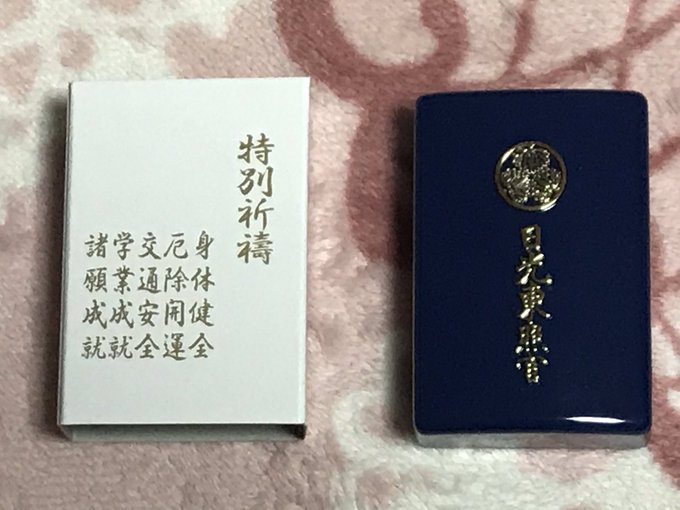 特別祈禱
身体健全
厄除開運
交通安全
学業成就
諸願成就
日光東照宮